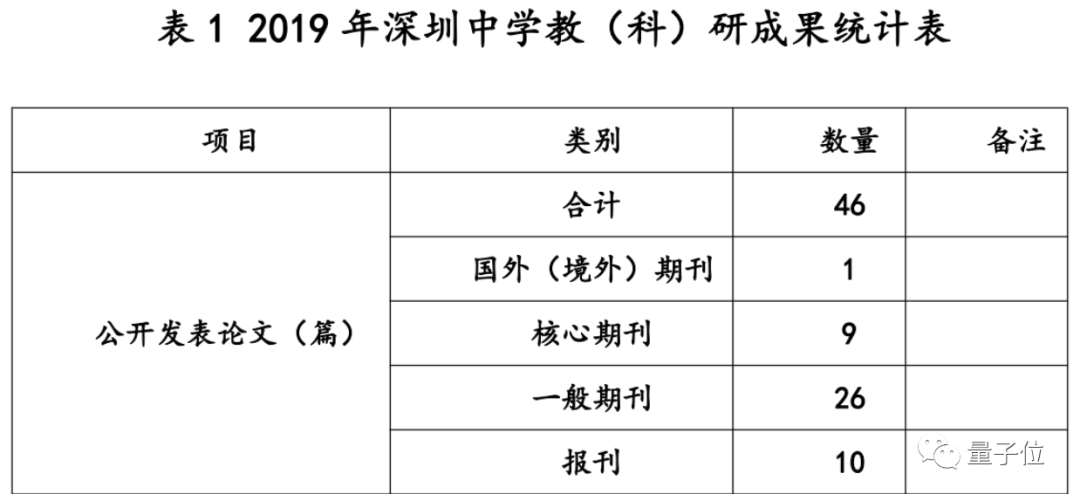 表 1 2019 年深圳中学教（科）研成果统计表
项目 类别 数量 备注
合计 46
国外（境外）期刊 1
公开发表论文（篇） 核心期刊 9
一般期刊 26
报刊 10
量子位